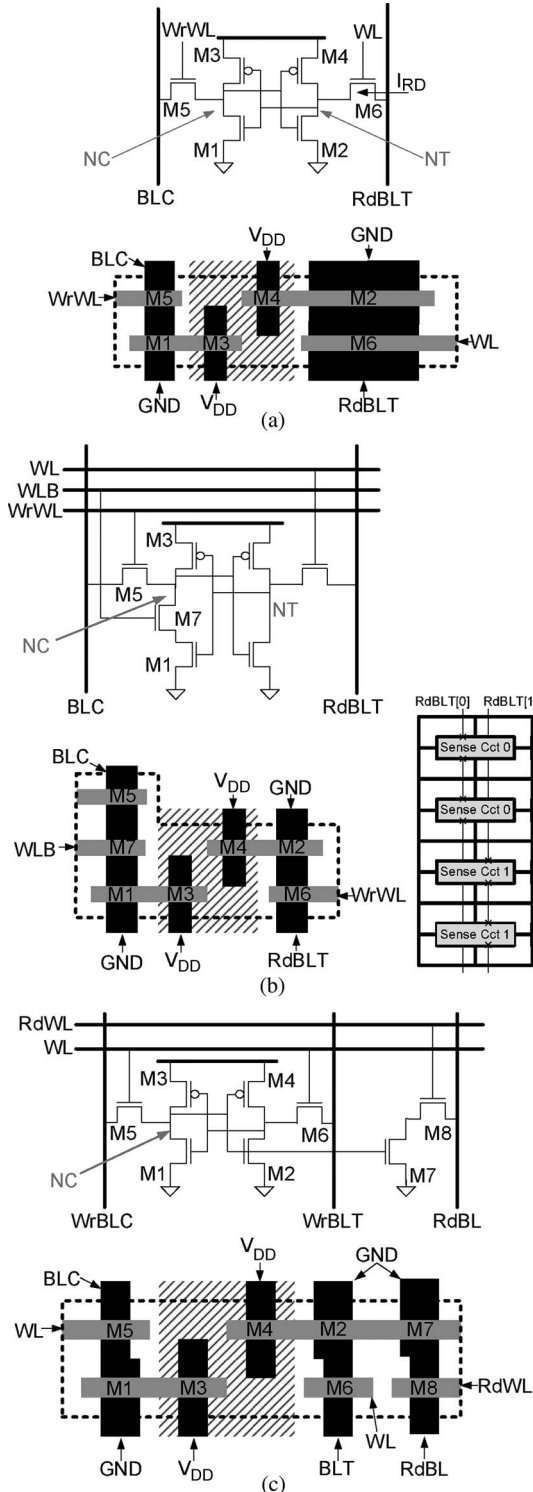 WrWL WL
M3 M4
I_RD
M5 M6
NC M1 M2 NT
BLC RdBLT
V_DD GND
BLC
WrWL M5 M4 M2
M1 M3 M6 WL
GND V_DD RdBLT
(a)
WL
WLB
WrWL
M3
M5 NT
NC M7
M1
BLC RdBLT
RdBLT[0] RdBLT[1
Sense Cct 0
Sense Cct 0
Sense Cct 1
Sense Cct 1
BLC
M5 V_DD GND
WLB M7 M4 M2
M1 M3 M6 WrWL
GND V_DD RdBLT
(b)
RdWL
WL
M3 M4
M5 M6 M8
NC M1 M2 M7
WrBLC WrBLT RdBL
V_DD GND
BLC
WL M5 M4 M2 M7
M1 M3 M6 M8 RdWL
WL
GND V_DD BLT RdBL
(c)